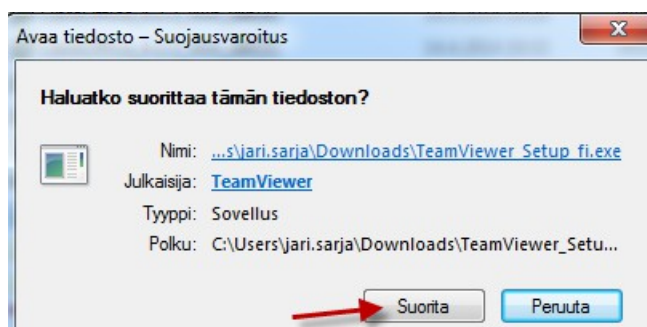 Avaa tiedosto – Suojausvaroitus
Haluatko suorittaa tämän tiedoston?
Nimi: ...s\jari.sarja\Downloads\TeamViewer_Setup_fi.exe
Julkaisija: TeamViewer
Tyyppi: Sovellus
Polku: C:\Users\jari.sarja\Downloads\TeamViewer_Setu...
Suorita Peruuta